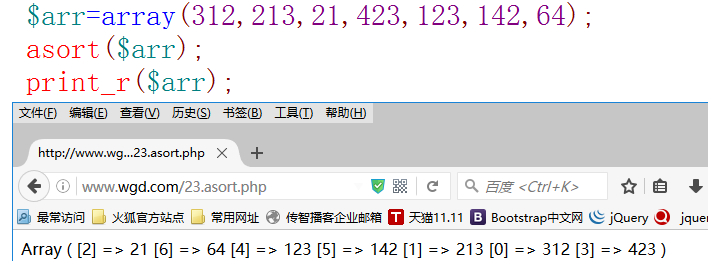 $arr=array(312,213,21,423,123,142,64);
asort($arr);
print_r($arr);
文件(F) 编辑(E) 查看(V) 历史(S) 书签(B) 工具(T) 帮助(H)
http://www.wg...23.asort.php
www.wgd.com/23.asort.php 百度 <Ctrl+K>
最常访问 火狐官方站点 常用网址 传智播客企业邮箱 T 天猫11.11 B Bootstrap中文网 jQuery jquer
Array ( [2] => 21 [6] => 64 [4] => 123 [5] => 142 [1] => 213 [0] => 312 [3] => 423 )